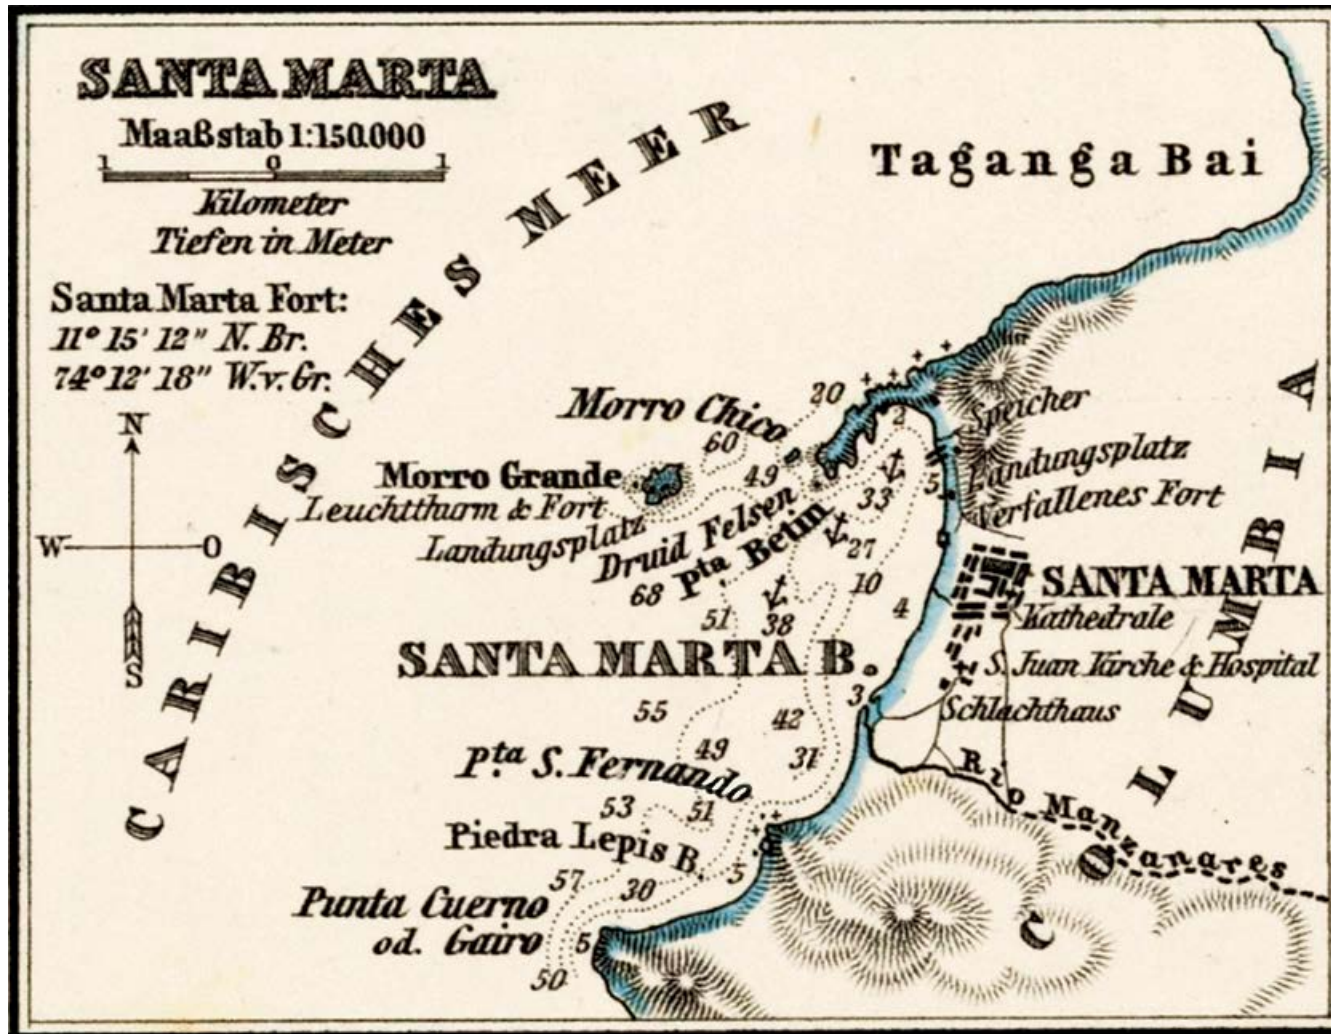 SANTA MARTA
Maaßstab 1:150.000
1 0 1
Kilometer
Tiefen in Meter
Santa Marta Fort:
11° 15' 12" N. Br.
74° 12' 18" W. v. Gr.
N
W O
S
CARIBISCHES MEER
Taganga Bai
20
Morro Chico
2
60
Speicher
Morro Grande
49
Landungsplatz
Leuchtthurm & Fort
33
5
Verfallenes Fort
Landungsplatz
Druid Felsen
27
68 Pta Betin
10
SANTA MARTA
51
38
4
Kathedrale
SANTA MARTA B.
S. Juan Kirche & Hospital
3
Schlachthaus
55
42
49
31
Pta S. Fernando
Rio Manzanares
53
51
Piedra Lepis B.
57
30
5
Punta Cuerno
od. Gairo
5
50
COLUMBIA